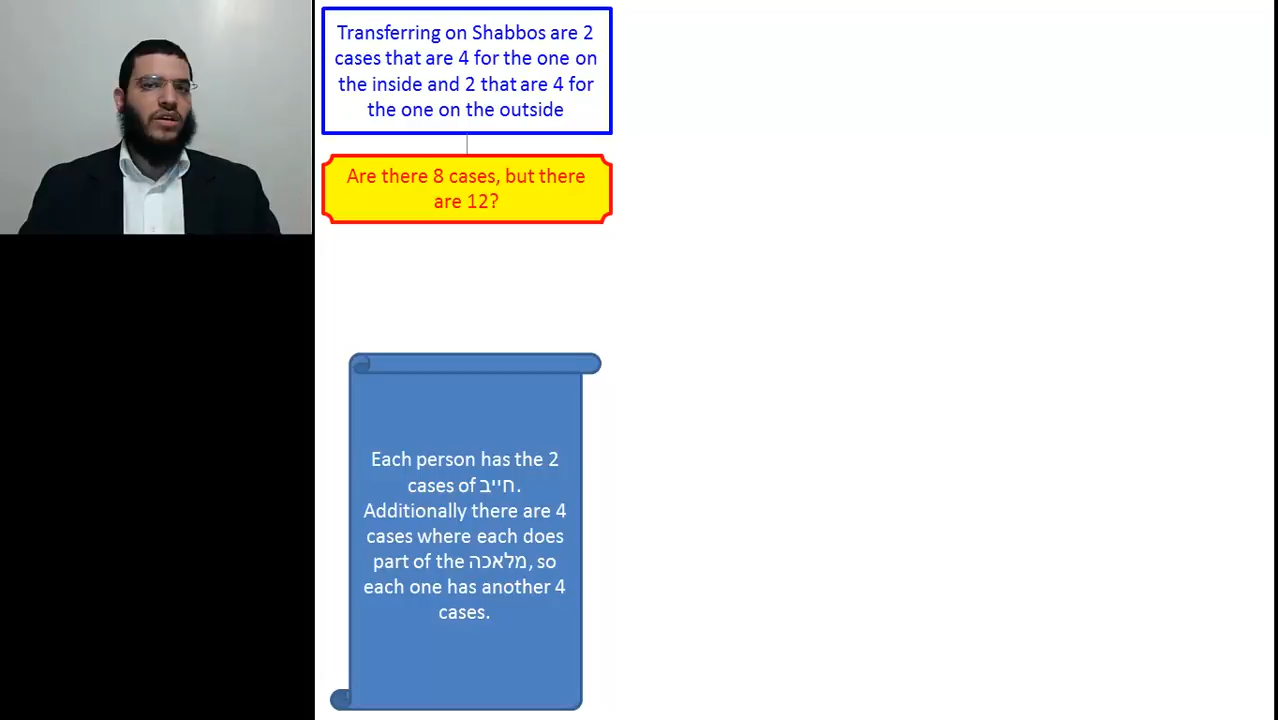 Transferring on Shabbos are 2
cases that are 4 for the one on
the inside and 2 that are 4 for
the one on the outside
Are there 8 cases, but there
are 12?
Each person has the 2
cases of חייב.
Additionally there are 4
cases where each does
part of the מלאכה, so
each one has another 4
cases.